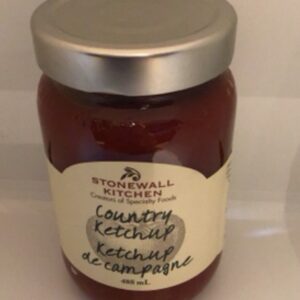 STONEWALL
KITCHEN
Creators of Specialty Foods
Country
Ketchup
Ketchup
de campagne
488 mL